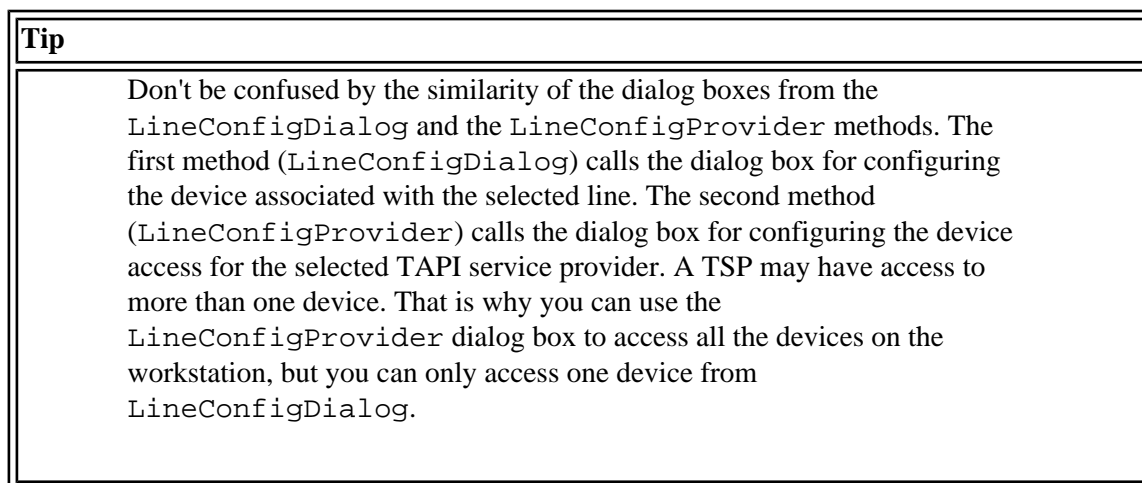 Tip
Don't be confused by the similarity of the dialog boxes from the
LineConfigDialog and the LineConfigProvider methods. The
first method (LineConfigDialog) calls the dialog box for configuring
the device associated with the selected line. The second method
(LineConfigProvider) calls the dialog box for configuring the device
access for the selected TAPI service provider. A TSP may have access to
more than one device. That is why you can use the
LineConfigProvider dialog box to access all the devices on the
workstation, but you can only access one device from
LineConfigDialog.